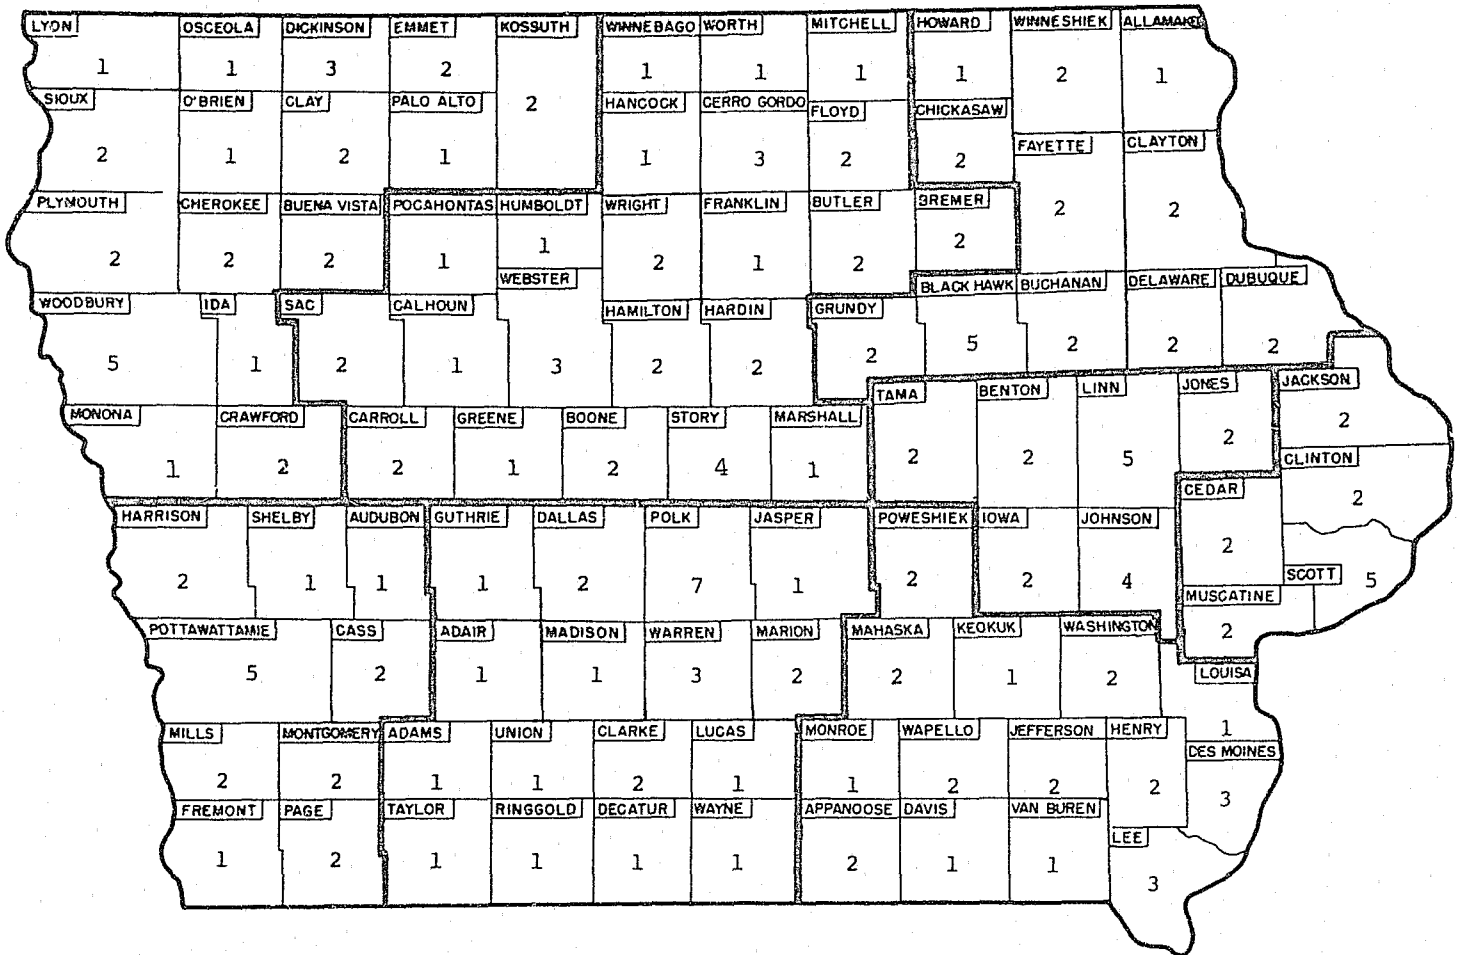 LYON OSCEOLA DICKINSON EMMET KOSSUTH WINNEBAGO WORTH MITCHELL HOWARD WINNESHIEK ALLAMAKEE
1 1 3 2 1 1 1 1 2 1
SIOUX O'BRIEN CLAY PALO ALTO 2 HANCOCK CERRO GORDO FLOYD CHICKASAW
FAYETTE CLAYTON
2 1 2 1 1 3 2 2
PLYMOUTH CHEROKEE BUENA VISTA POCAHONTAS HUMBOLDT WRIGHT FRANKLIN BUTLER BREMER
2 2
2 2 2 1 1 2 1 2 2
WEBSTER
BLACK HAWK BUCHANAN DELAWARE DUBUQUE
WOODBURY IDA SAC CALHOUN HAMILTON HARDIN GRUNDY
5 1 2 1 3 2 2 2 5 2 2 2
TAMA BENTON LINN JONES JACKSON
MONONA CRAWFORD CARROLL GREENE BOONE STORY MARSHALL
2
1 2 2 1 2 4 1 2 2 5 2
CLINTON
CEDAR
2
HARRISON SHELBY AUDUBON GUTHRIE DALLAS POLK JASPER POWESHIEK IOWA JOHNSON
2
2 1 1 1 2 7 1 2 2 4
SCOTT 5
MUSCATINE
2
POTTAWATTAMIE CASS ADAIR MADISON WARREN MARION MAHASKA KEOKUK WASHINGTON
5 2 1 1 3 2 2 1 2
LOUISA
1
MILLS MONTGOMERY ADAMS UNION CLARKE LUCAS MONROE WAPELLO JEFFERSON HENRY
DES MOINES
2 2 1 1 2 1 1 2 2 2
3
FREMONT PAGE TAYLOR RINGGOLD DECATUR WAYNE APPANOOSE DAVIS VAN BUREN
LEE
1 2 1 1 1 1 2 1 1
3